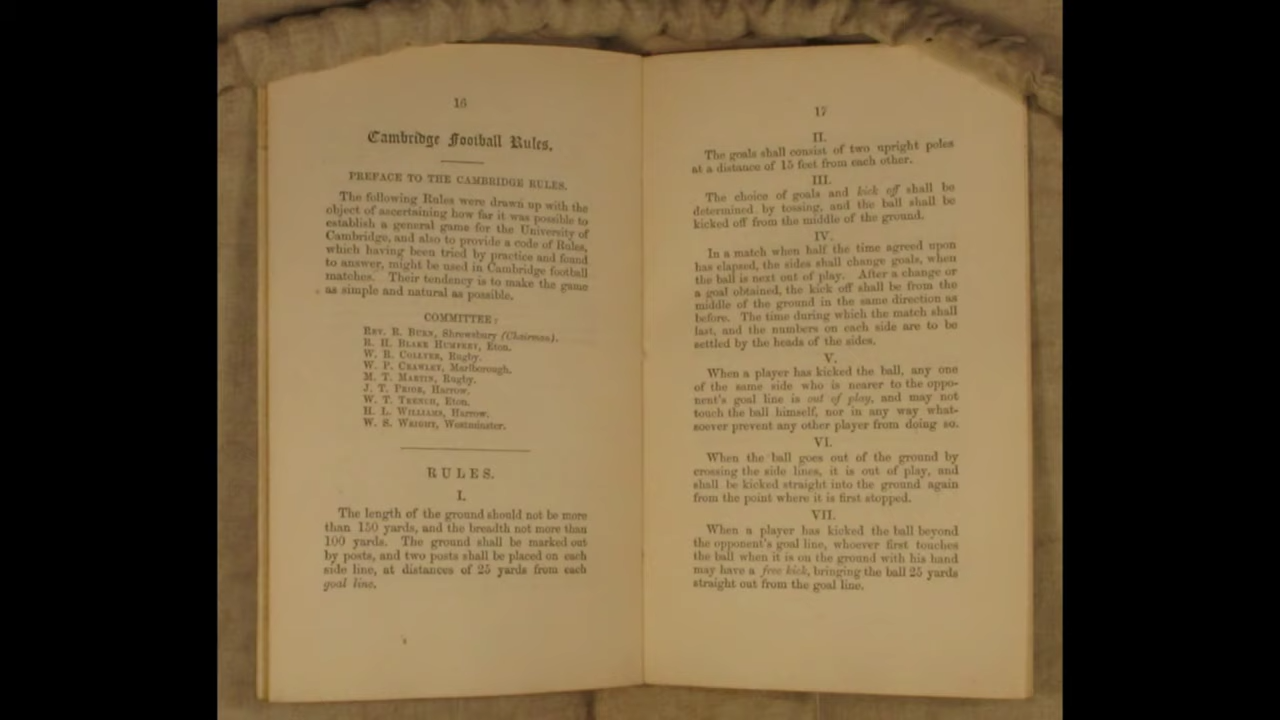 16
Cambridge Football Rules.
PREFACE TO THE CAMBRIDGE RULES.
The following Rules were drawn up with the
object of ascertaining how far it was possible to
establish a general game for the University of
Cambridge, and also to provide a code of Rules,
which having been tried by practice and found
to answer, might be used in Cambridge football
matches. Their tendency is to make the game
as simple and natural as possible.
COMMITTEE:
REV. R. BURN, Shrewsbury (Chairman).
R. H. BLAKE HUMFREY, Eton.
W. R. COLLYER, Rugby.
W. P. CRAWLEY, Marlborough.
M. T. MARTIN, Rugby.
J. T. PRIOR, Harrow.
W. T. TRENCH, Eton.
H. L. WILLIAMS, Harrow.
W. S. WRIGHT, Westminster.
RULES.
I.
The length of the ground should not be more
than 150 yards, and the breadth not more than
100 yards. The ground shall be marked out
by posts, and two posts shall be placed on each
side line, at distances of 25 yards from each
goal line.
17
II.
The goals shall consist of two upright poles
at a distance of 15 feet from each other.
III.
The choice of goals and kick off shall be
determined by tossing, and the ball shall be
kicked off from the middle of the ground.
IV.
In a match when half the time agreed upon
has elapsed, the sides shall change goals, when
the ball is next out of play. After a change or
a goal obtained, the kick off shall be from the
middle of the ground in the same direction as
before. The time during which the match shall
last, and the numbers on each side are to be
settled by the heads of the sides.
V.
When a player has kicked the ball, any one
of the same side who is nearer to the oppo-
nent's goal line is out of play, and may not
touch the ball himself, nor in any way what-
soever prevent any other player from doing so.
VI.
When the ball goes out of the ground by
crossing the side lines, it is out of play, and
shall be kicked straight into the ground again
from the point where it is first stopped.
VII.
When a player has kicked the ball beyond
the opponent's goal line, whoever first touches
the ball when it is on the ground with his hand
may have a free kick, bringing the ball 25 yards
straight out from the goal line.